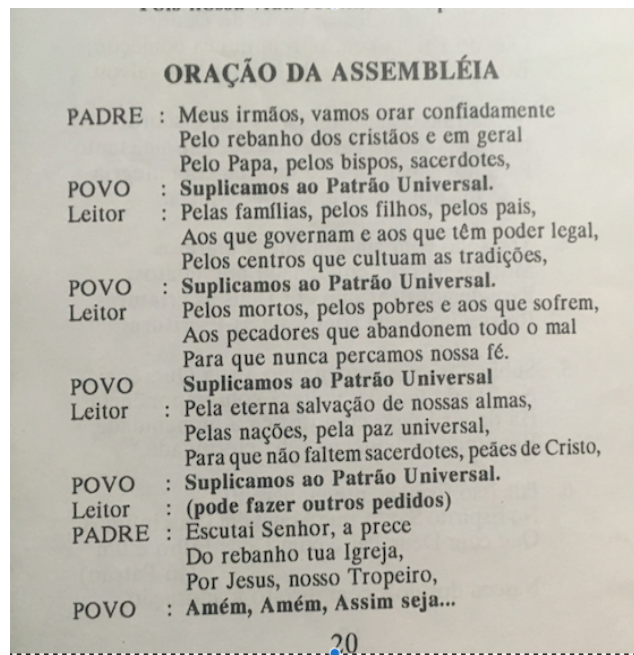 ORAÇÃO DA ASSEMBLÉIA
PADRE : Meus irmãos, vamos orar confiadamente
Pelo rebanho dos cristãos e em geral
Pelo Papa, pelos bispos, sacerdotes,
POVO : Suplicamos ao Patrão Universal.
Leitor : Pelas famílias, pelos filhos, pelos pais,
Aos que governam e aos que têm poder legal,
Pelos centros que cultuam as tradições,
POVO : Suplicamos ao Patrão Universal.
Leitor Pelos mortos, pelos pobres e aos que sofrem,
Aos pecadores que abandonem todo o mal
Para que nunca percamos nossa fé.
POVO Suplicamos ao Patrão Universal
Leitor : Pela eterna salvação de nossas almas,
Pelas nações, pela paz universal,
Para que não faltem sacerdotes, peães de Cristo,
POVO : Suplicamos ao Patrão Universal.
Leitor : (pode fazer outros pedidos)
PADRE : Escutai Senhor, a prece
Do rebanho tua Igreja,
Por Jesus, nosso Tropeiro,
POVO : Amém, Amém, Assim seja...
20